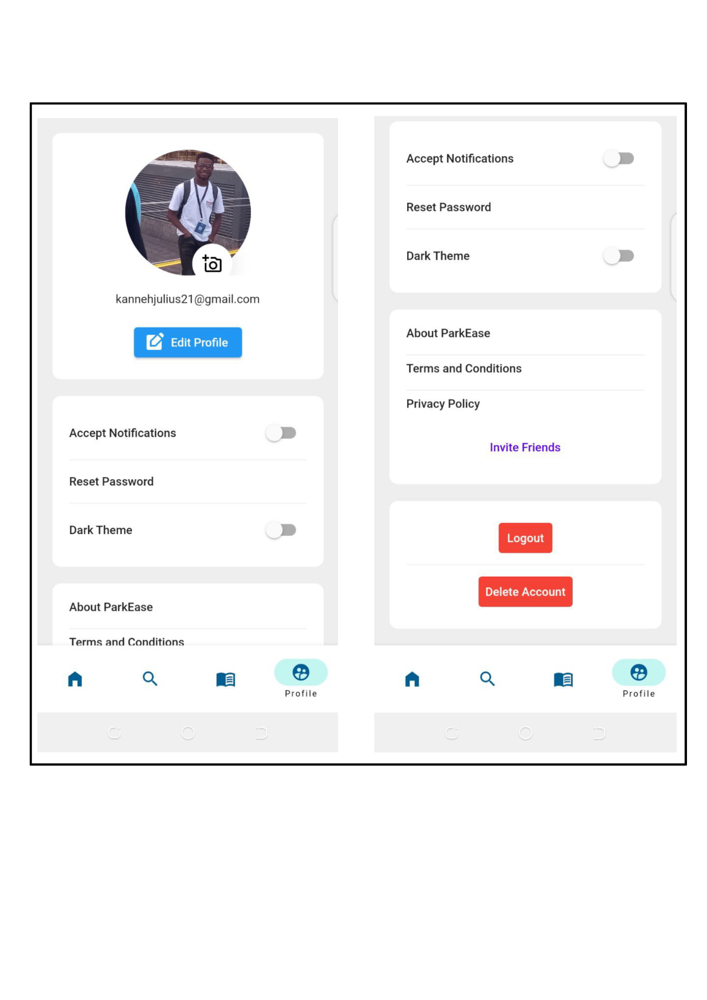 kannehjulius21@gmail.com
Edit Profile
Accept Notifications
Reset Password
Dark Theme
About ParkEase
Terms and Conditions
Profile
Accept Notifications
Reset Password
Dark Theme
About ParkEase
Terms and Conditions
Privacy Policy
Invite Friends
Logout
Delete Account
Profile